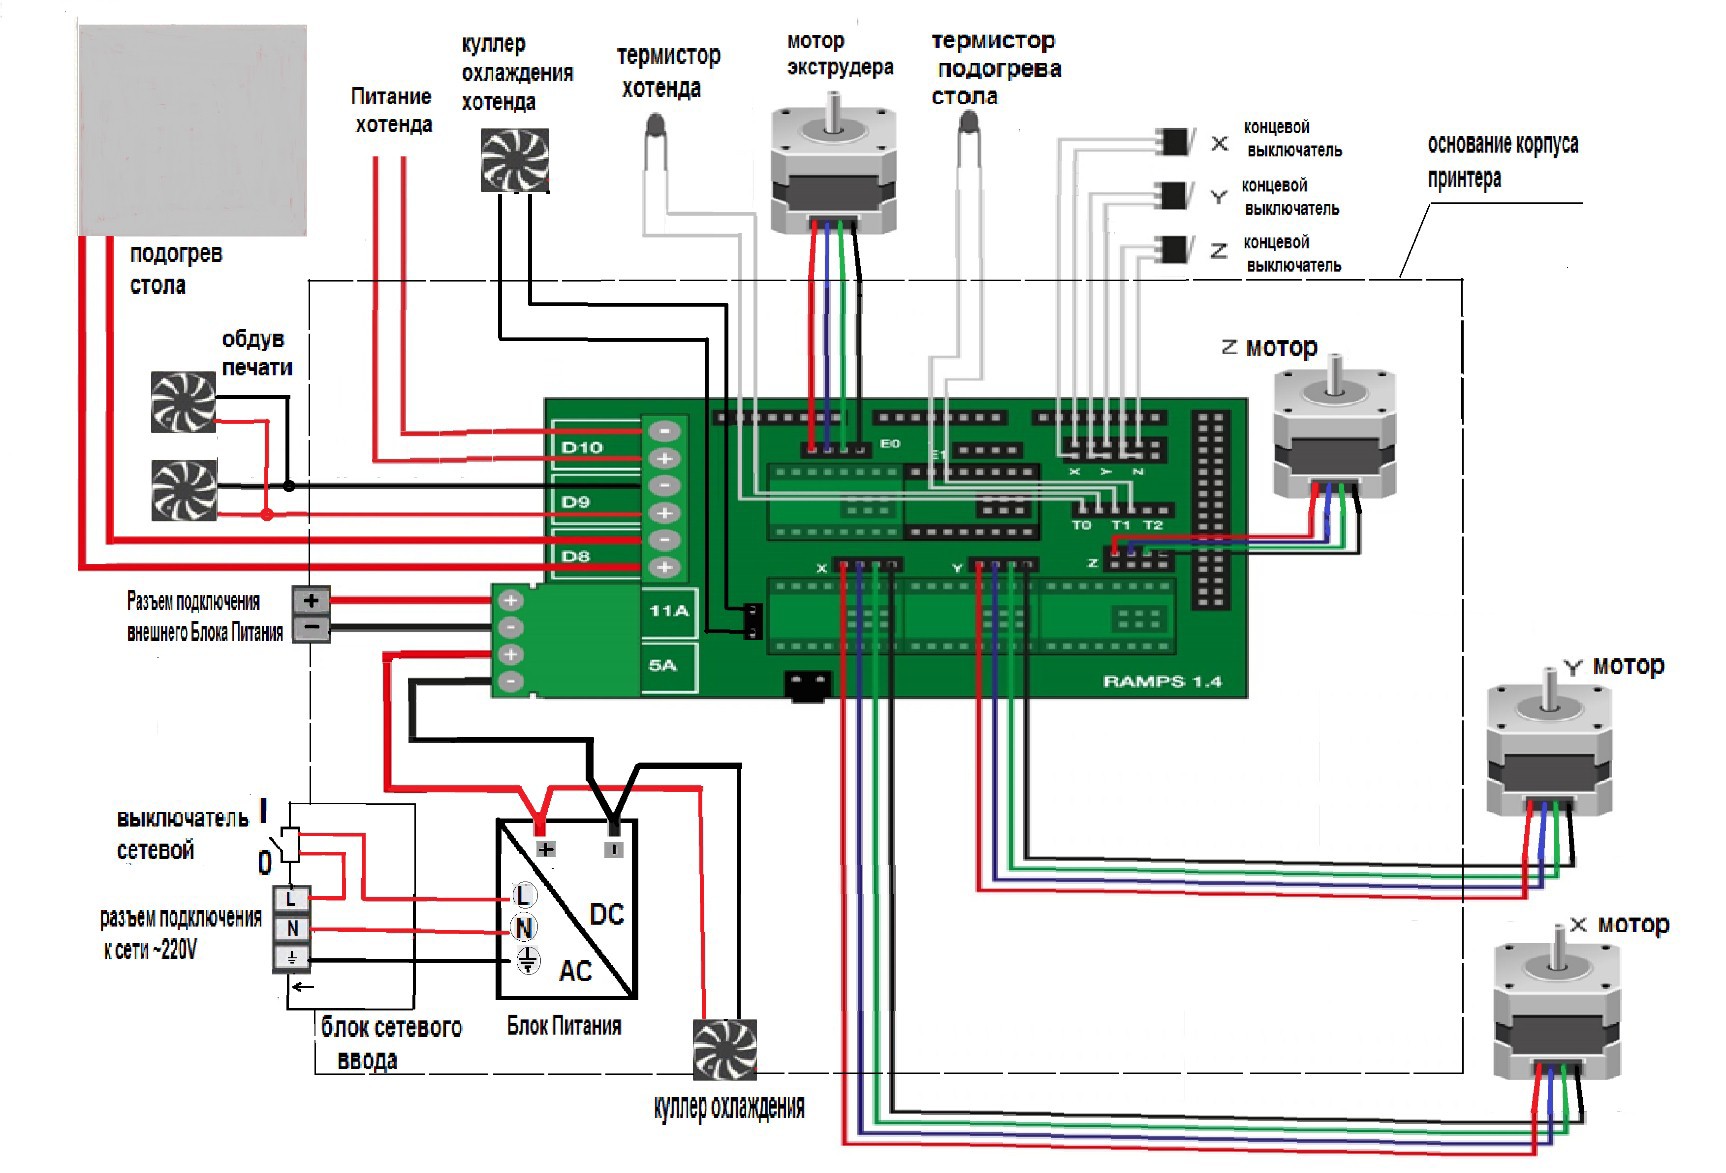 куллер
охлаждения
хотенда
термистор
хотенда
мотор
экструдера
термистор
подогрева
стола
Питание
хотенда
X концевой
выключатель
Y концевой
выключатель
Z концевой
выключатель
основание корпуса
принтера
подогрев
стола
обдув
печати
Z мотор
D10
D9
D8
E0
E1
X Y Z
T0 T1 T2
X
Y
Z
11A
5A
RAMPS 1.4
+
-
Разъем подключения
внешнего Блока Питания
Y мотор
выключатель
сетевой
I
0
L
N
разъем подключения
к сети ~220V
+ -
L
N
DC
AC
X мотор
блок сетевого
ввода
Блок Питания
куллер охлаждения